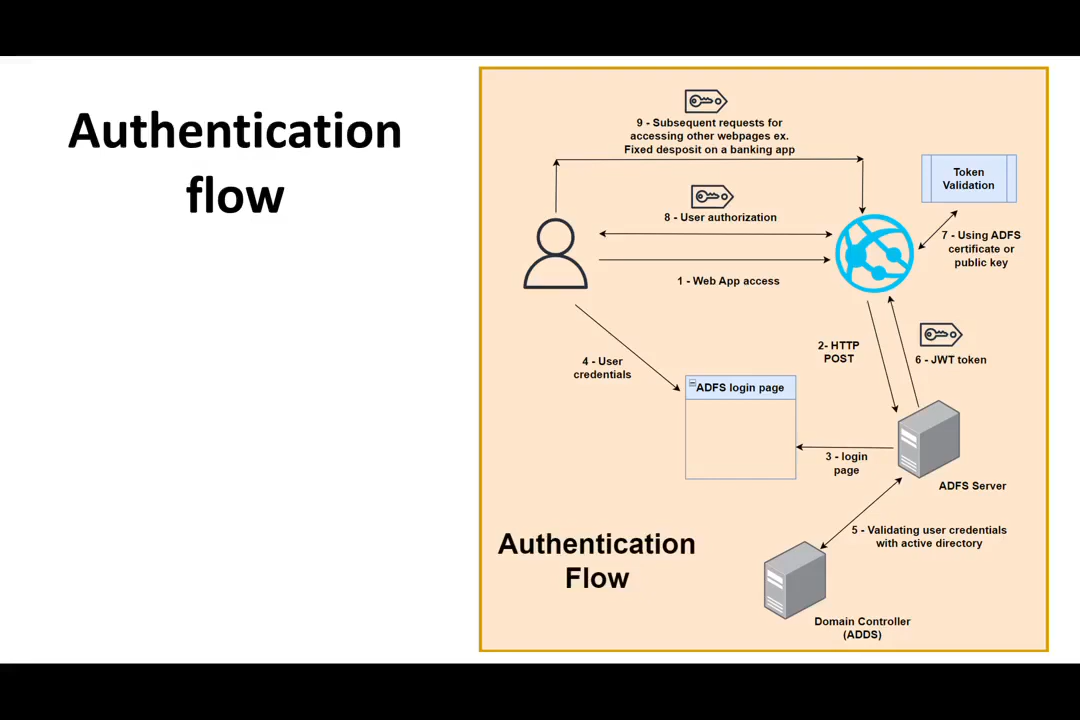 Authentication
flow
9 - Subsequent requests for
accessing other webpages ex.
Fixed desposit on a banking app
Token
Validation
8 - User authorization
7 - Using ADFS
certificate or
public key
1 - Web App access
2- HTTP
POST
6 - JWT token
4 - User
credentials
ADFS login page
3 - login
page
ADFS Server
5 - Validating user credentials
with active directory
Authentication
Flow
Domain Controller
(ADDS)